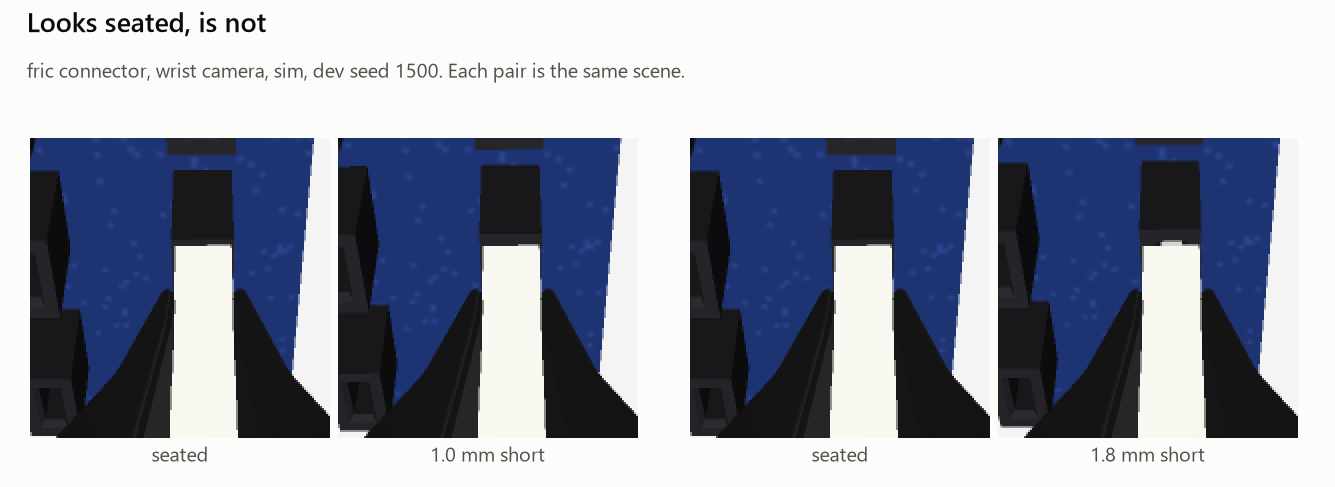 Looks seated, is not
fric connector, wrist camera, sim, dev seed 1500. Each pair is the same scene.
seated
1.0 mm short
seated
1.8 mm short